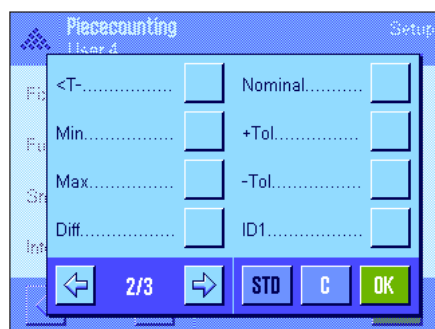 Piececounting
Setup
User 4
<T-................ Nominal...........
Min................. +Tol.................
Max................. -Tol.................
Diff.................. ID1...................
2/3 STD C OK